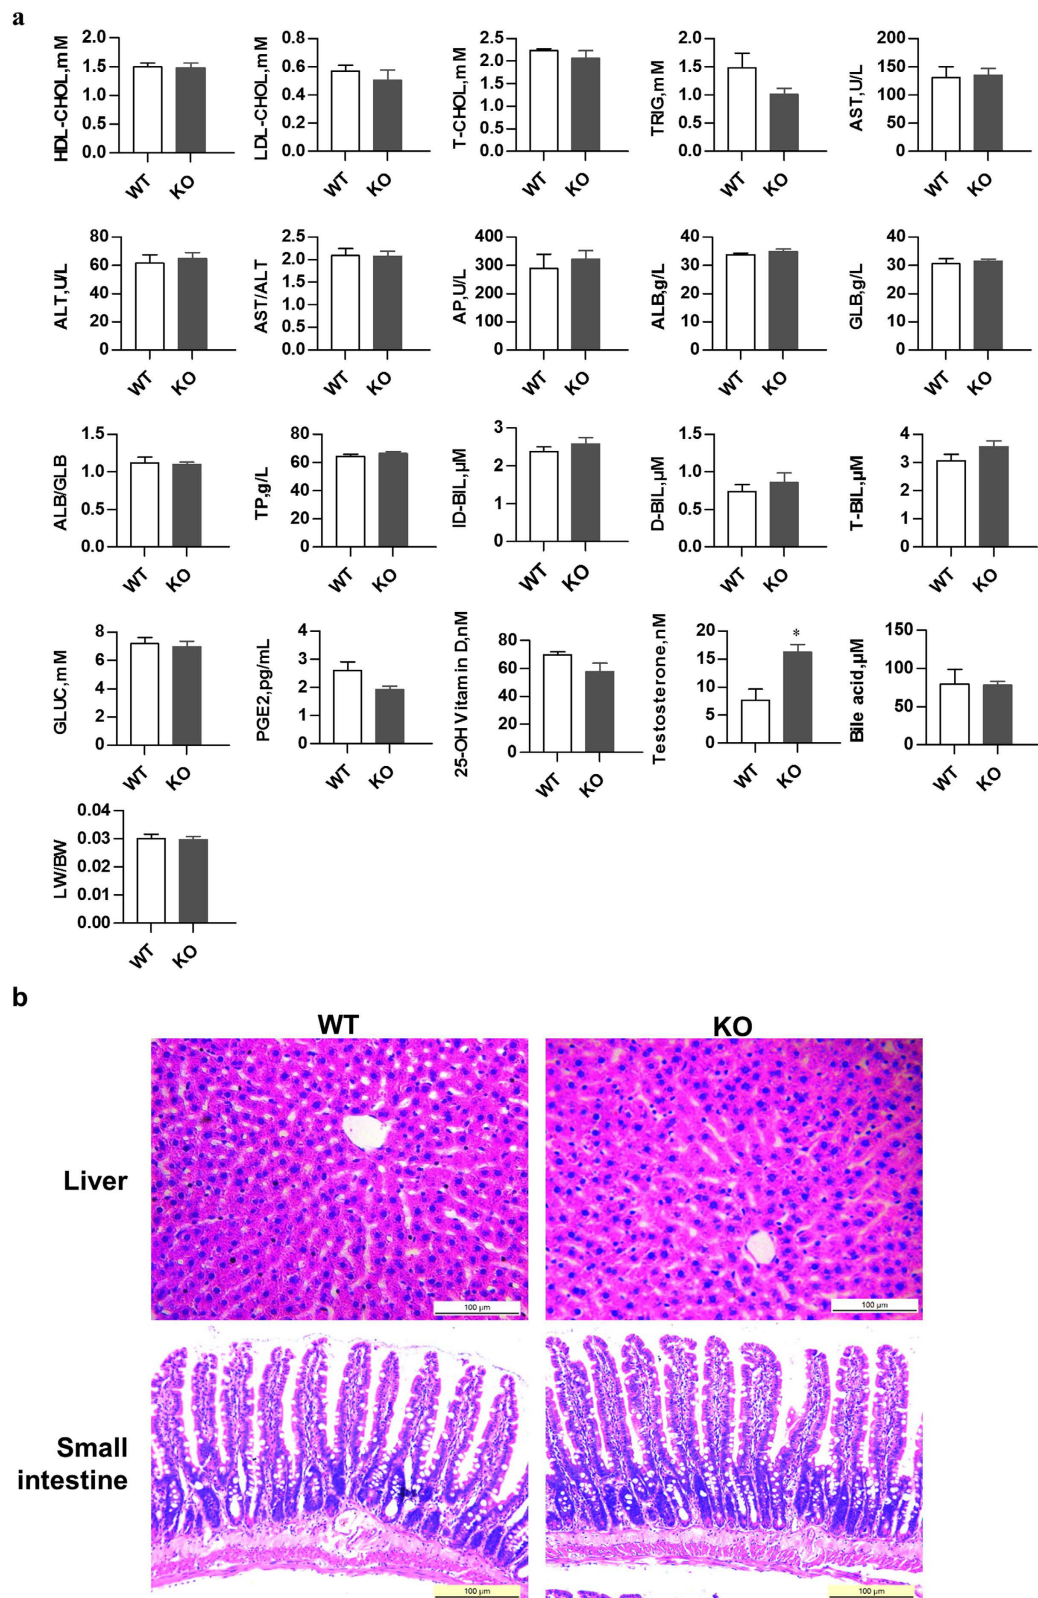 a
HDL-CHOL,mM
2.0
1.5
1.0
0.5
0.0
WT
KO
LDL-CHOL,mM
0.8
0.6
0.4
0.2
0.0
WT
KO
T-CHOL,mM
2.5
2.0
1.5
1.0
0.5
0.0
WT
KO
TRIG,mM
2.0
1.5
1.0
0.5
0.0
WT
KO
AST,U/L
200
150
100
50
0
WT
KO
ALT,U/L
80
60
40
20
0
WT
KO
AST/ALT
2.5
2.0
1.5
1.0
0.5
0.0
WT
KO
AP,U/L
400
300
200
100
0
WT
KO
ALB,g/L
40
30
20
10
0
WT
KO
GLB,g/L
40
30
20
10
0
WT
KO
ALB/GLB
1.5
1.0
0.5
0.0
WT
KO
TP,g/L
80
60
40
20
0
WT
KO
ID-BIL,µM
3
2
1
0
WT
KO
D-BIL,µM
1.5
1.0
0.5
0.0
WT
KO
T-BIL,µM
4
3
2
1
0
WT
KO
GLUC,mM
8
6
4
2
0
WT
KO
PGE2,pg/mL
4
3
2
1
0
WT
KO
25-OH Vitamin D,nM
80
60
40
20
0
WT
KO
Testosterone,nM
20
15
10
5
0
*
WT
KO
Bile acid,µM
150
100
50
0
WT
KO
LW/BW
0.04
0.03
0.02
0.01
0.00
WT
KO
b
WT
KO
Liver
100 µm
100 µm
Small
intestine
100 µm
100 µm